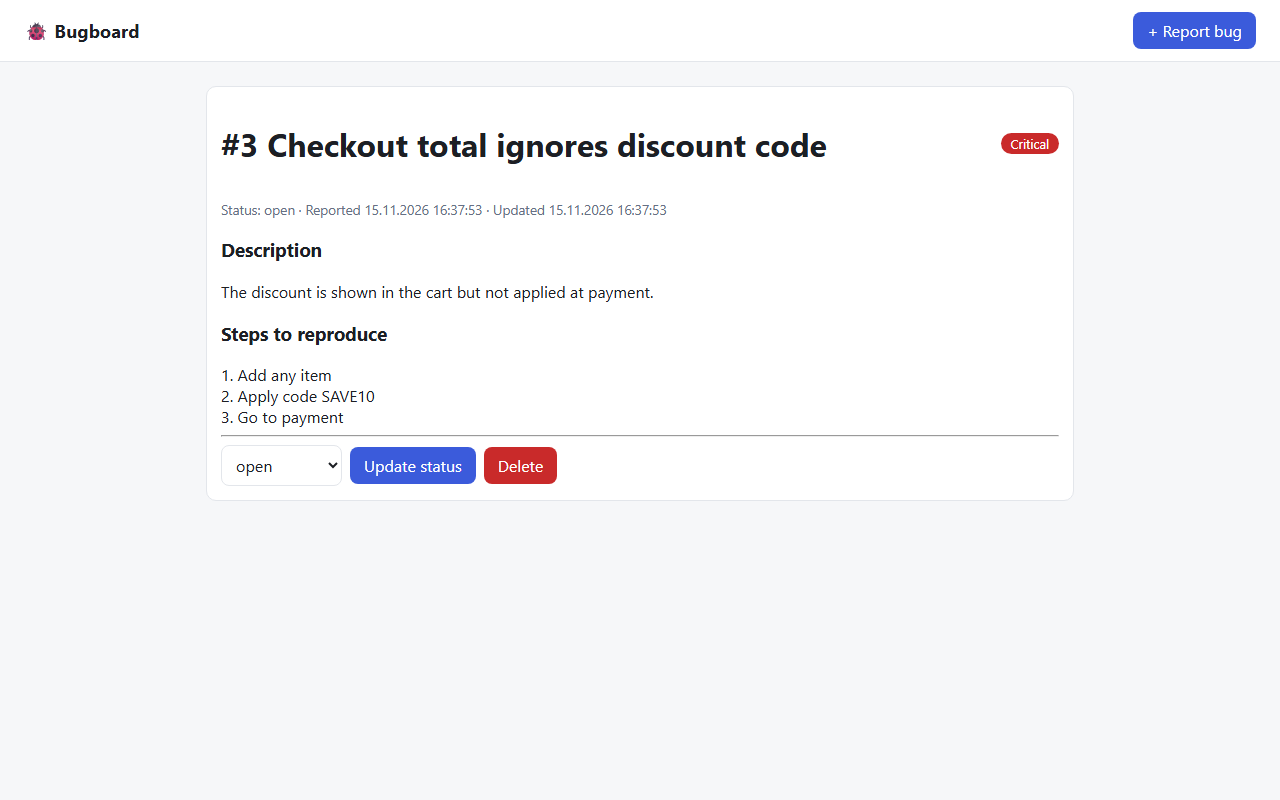 Bugboard
+ Report bug
#3 Checkout total ignores discount code
Critical
Status: open · Reported 15.11.2026 16:37:53 · Updated 15.11.2026 16:37:53
Description
The discount is shown in the cart but not applied at payment.
Steps to reproduce
1. Add any item
2. Apply code SAVE10
3. Go to payment
open
Update status
Delete